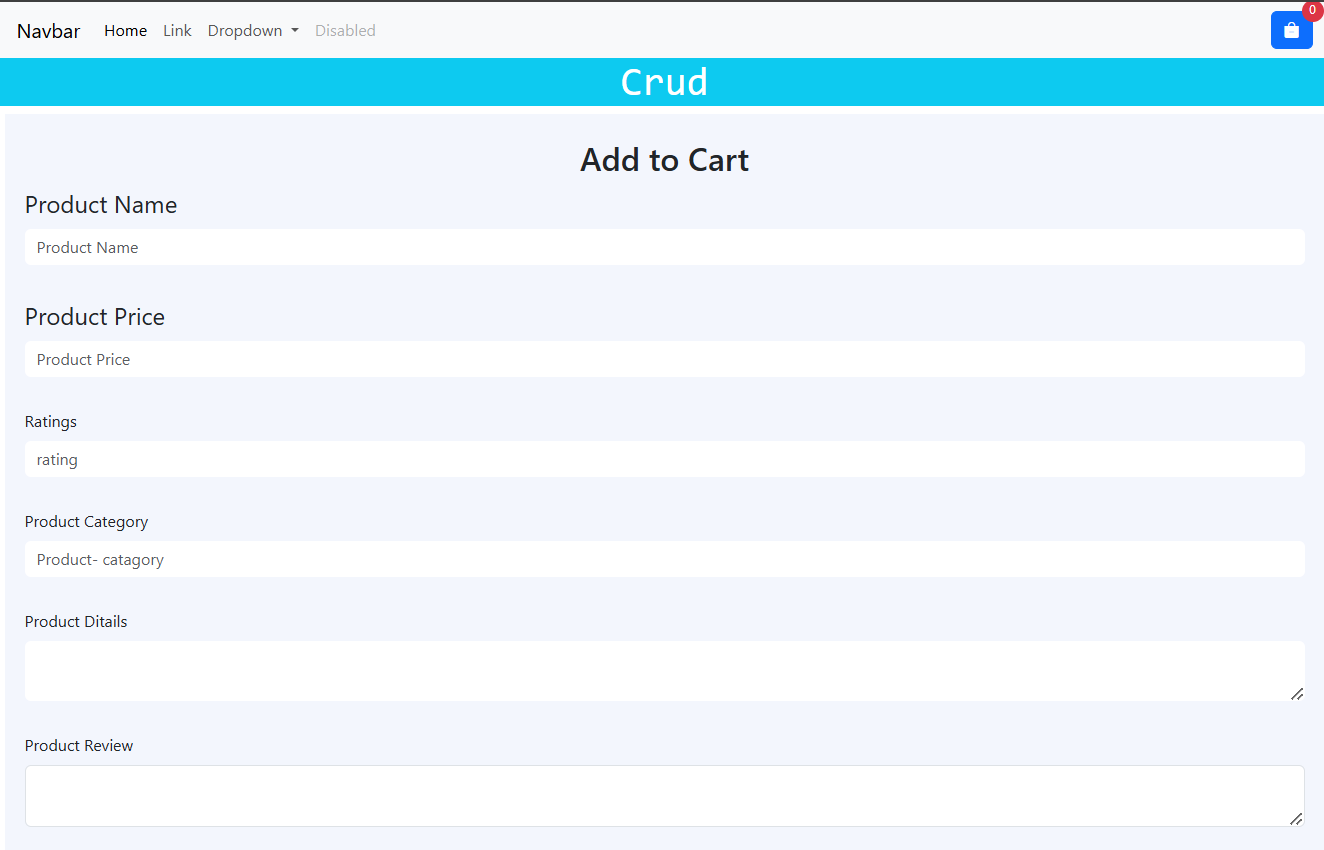 Navbar Home Link Dropdown Disabled 0
Crud
Add to Cart
Product Name
Product Name
Product Price
Product Price
Ratings
rating
Product Category
Product- catagory
Product Ditails
Product Review